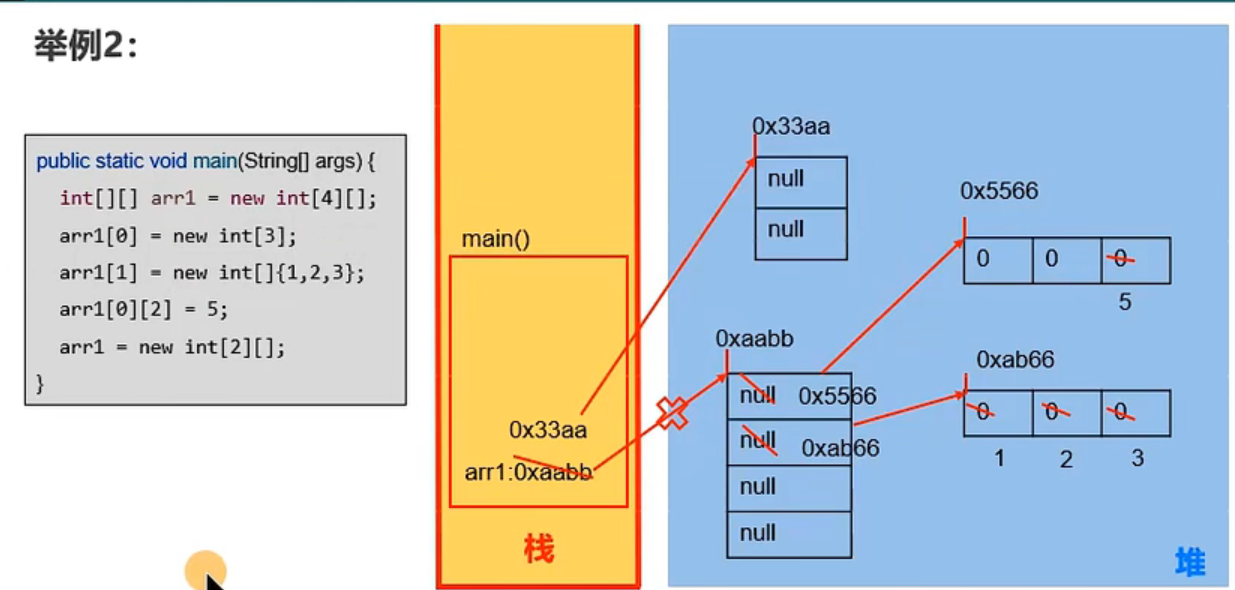 举例2：
public static void main(String[] args) {
int[][] arr1 = new int[4][];
arr1[0] = new int[3];
arr1[1] = new int[]{1,2,3};
arr1[0][2] = 5;
arr1 = new int[2][];
}
main()
0x33aa
arr1:0xaabb
栈
0x33aa
null
null
0xaabb
null 0x5566
null 0xab66
null
null
0x5566
0 0 0
5
0xab66
0 0 0
1 2 3
堆